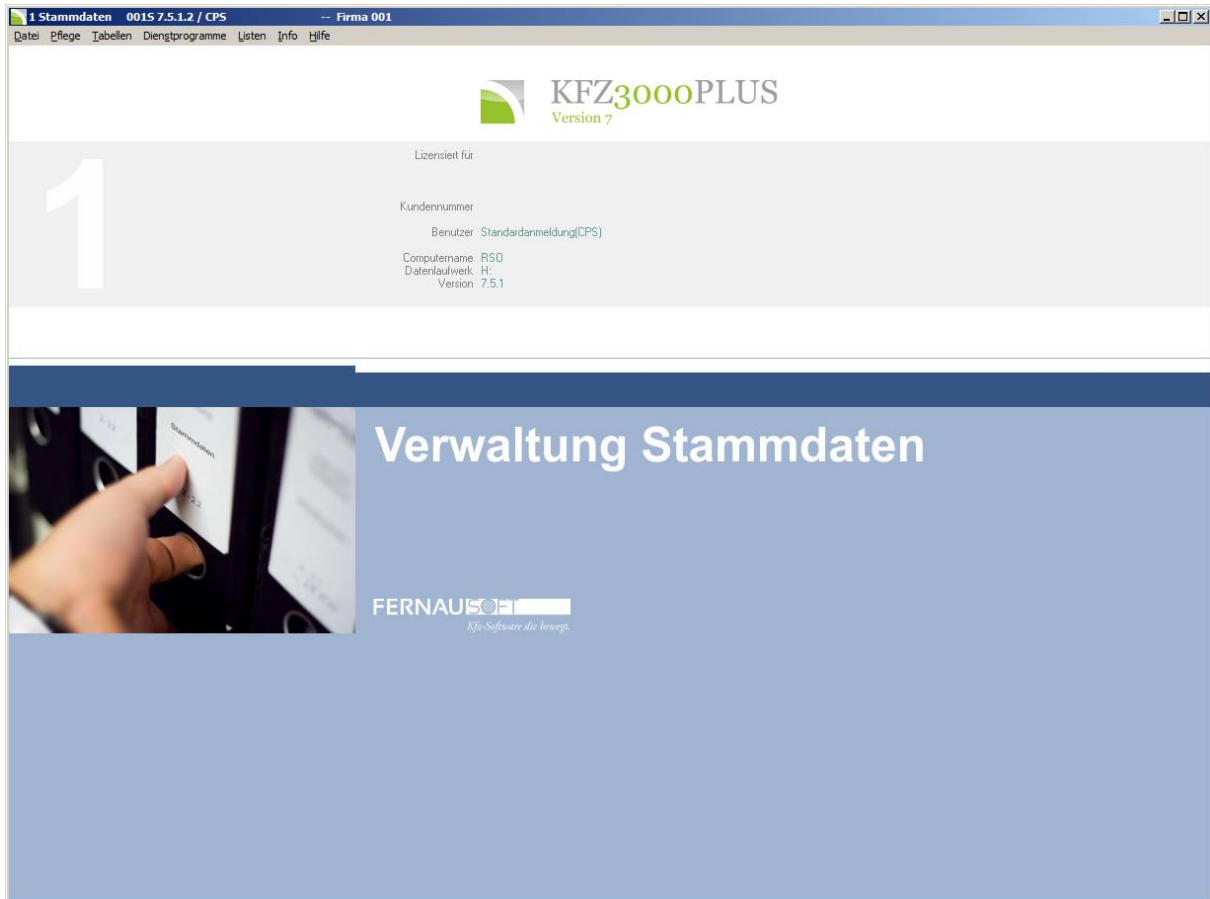 1 Stammdaten 001S 7.5.1.2 / CPS -- Firma 001
Datei Pflege Tabellen Dienstprogramme Listen Info Hilfe
KFZ3000PLUS
Version 7
1
Lizensiert für
Kundennummer
Benutzer Standardanmeldung(CPS)
Computername RSO
Datenlaufwerk H:
Version 7.5.1
Stammdaten
Verwaltung Stammdaten
FERNAUSOFT
Kfz-Software die bewegt.